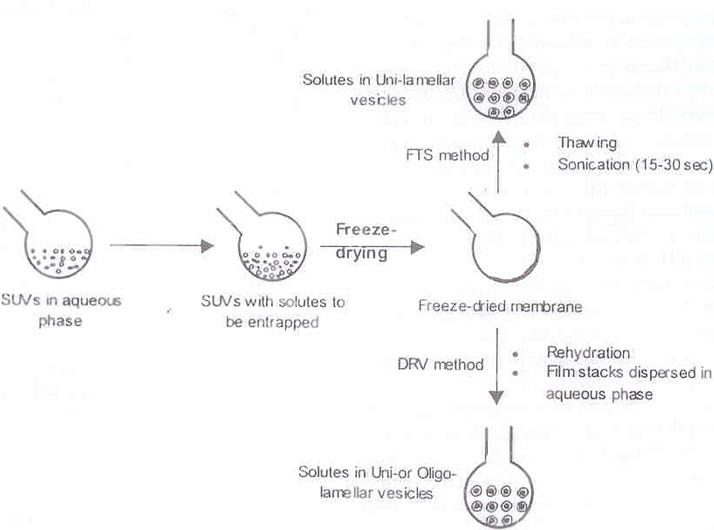 Solutes in Uni-lamellar
vesicles
FTS method
• Thawing
• Sonication (15-30 sec)
Freeze-
drying
SUVs in aqueous
phase
SUVs with solutes to
be entrapped
Freeze-dried membrane
DRV method
• Rehydration
• Film stacks dispersed in
aqueous phase
Solutes in Uni-or Oligo-
lamellar vesicles